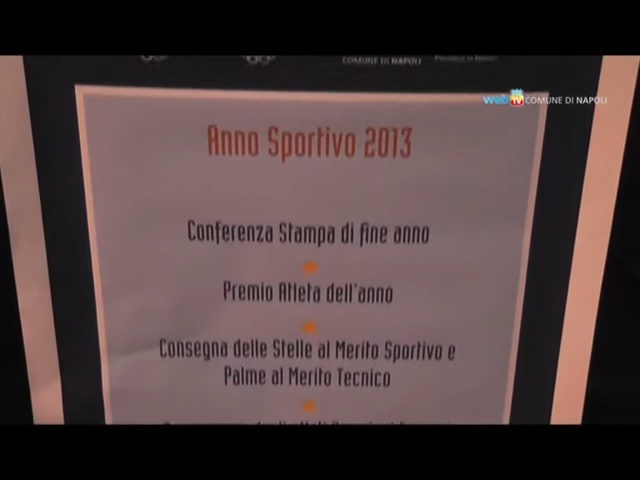 COMUNE DI NAPOLI
Web TV COMUNE DI NAPOLI
Anno Sportivo 2013
Conferenza Stampa di fine anno
Premio Atleta dell'anno
Consegna delle Stelle al Merito Sportivo e
Palme al Merito Tecnico